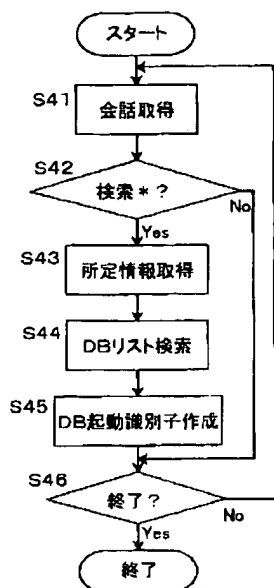 スタート
S41
会話取得
S42
検索*?
No
Yes
S43
所定情報取得
S44
DBリスト検索
S45
DB起動識別子作成
S46
終了?
No
Yes
終了